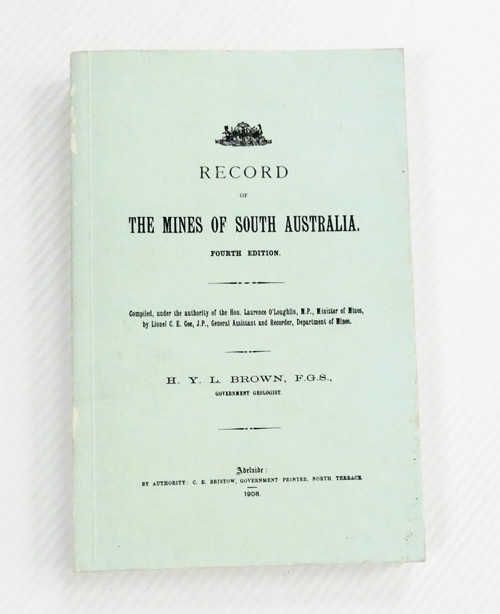 RECORD
OF
THE MINES OF SOUTH AUSTRALIA.
FOURTH EDITION.
Compiled, under the authority of the Hon. Laurence O'Loughlin, M.P., Minister of Mines,
by Lionel C. E. Gee, J.P., General Assistant and Recorder, Department of Mines.
H. Y. L. BROWN, F.G.S.,
GOVERNMENT GEOLOGIST.
Adelaide:
BY AUTHORITY: C. E. BRISTOW, GOVERNMENT PRINTER, NORTH TERRACE
1908.